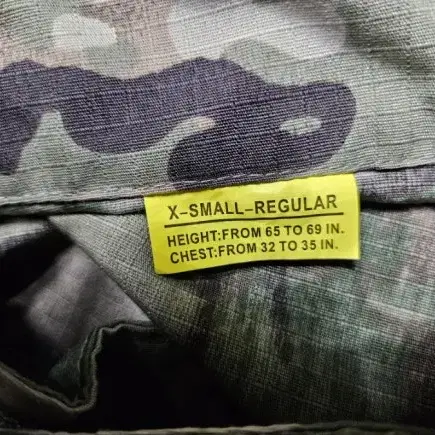 X-SMALL-REGULAR
HEIGHT:FROM 65 TO 69 IN.
CHEST:FROM 32 TO 35 IN.